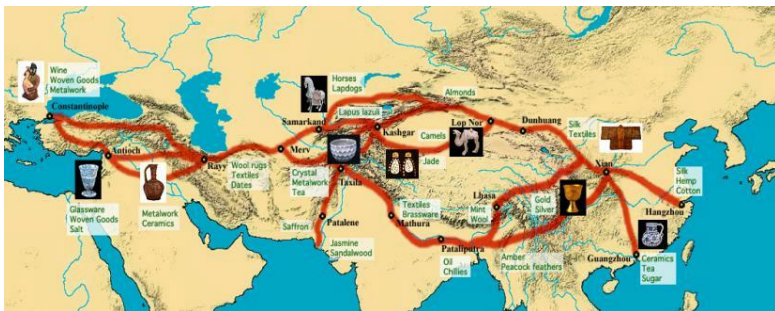 Wine
Woven Goods
Metalwork
Constantinople
Antioch
Glassware
Woven Goods
Salt
Metalwork
Ceramics
Rayy
Wool rugs
Textiles
Dates
Merv
Samarkand
Horses
Lapdogs
Lapus lazuli
Almonds
Kashgar
Crystal
Metalwork
Tea
Taxila
Camels
Jade
Lop Nor
Dunhuang
Silk
Textiles
Xian
Silk
Hemp
Cotton
Hangzhou
Guangzhou
Ceramics
Tea
Sugar
Gold
Silver
Lhasa
Mint
Wool
Textiles
Brassware
Mathura
Saffron
Patalene
Jasmine
Sandalwood
Pataliputra
Oil
Chillies
Amber
Peacock feathers